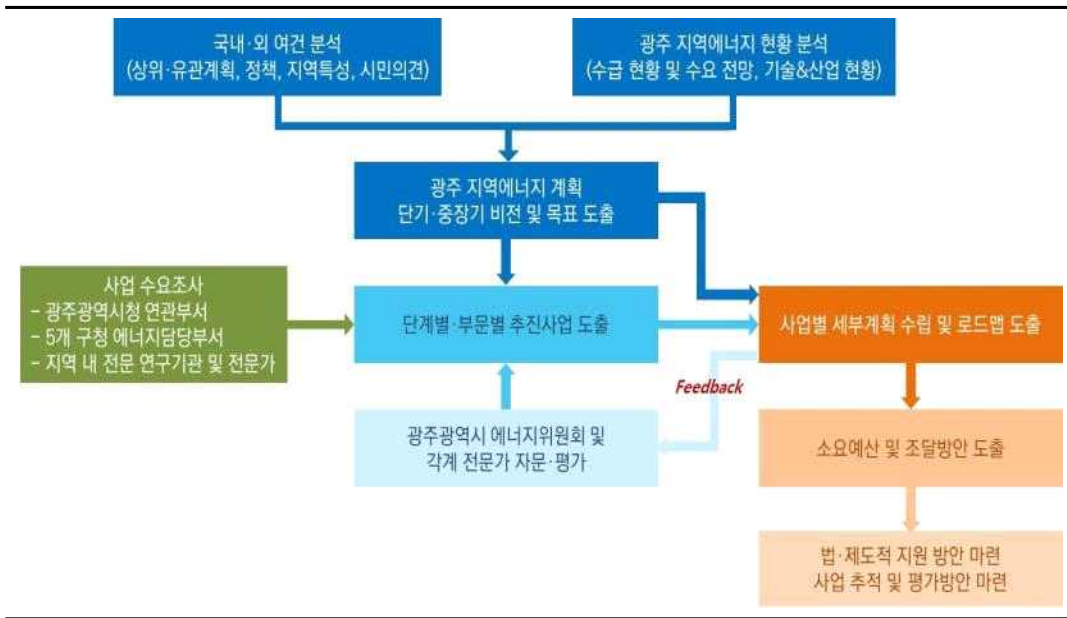 국내·외 여건 분석
(상위·유관계획, 정책, 지역특성, 시민의견)
광주 지역에너지 현황 분석
(수급 현황 및 수요 전망, 기술&산업 현황)
광주 지역에너지 계획
단기·중장기 비전 및 목표 도출
사업 수요조사
- 광주광역시청 연관부서
- 5개 구청 에너지담당부서
- 지역 내 전문 연구기관 및 전문가
단계별·부문별 추진사업 도출
사업별 세부계획 수립 및 로드맵 도출
Feedback
광주광역시 에너지위원회 및
각계 전문가 자문·평가
소요예산 및 조달방안 도출
법·제도적 지원 방안 마련
사업 추적 및 평가방안 마련